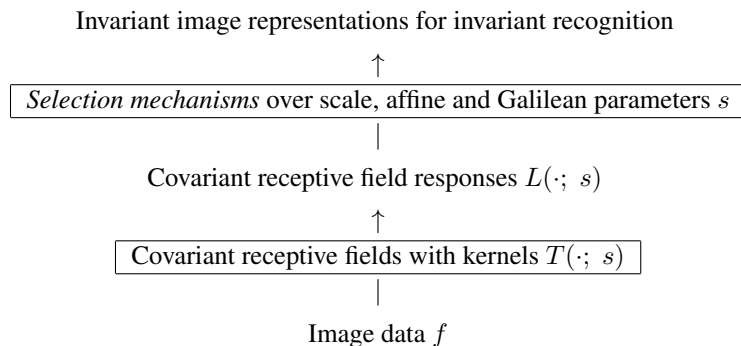 Invariant image representations for invariant recognition
↑
Selection mechanisms over scale, affine and Galilean parameters s
|
Covariant receptive field responses L(·; s)
↑
Covariant receptive fields with kernels T(·; s)
|
Image data f